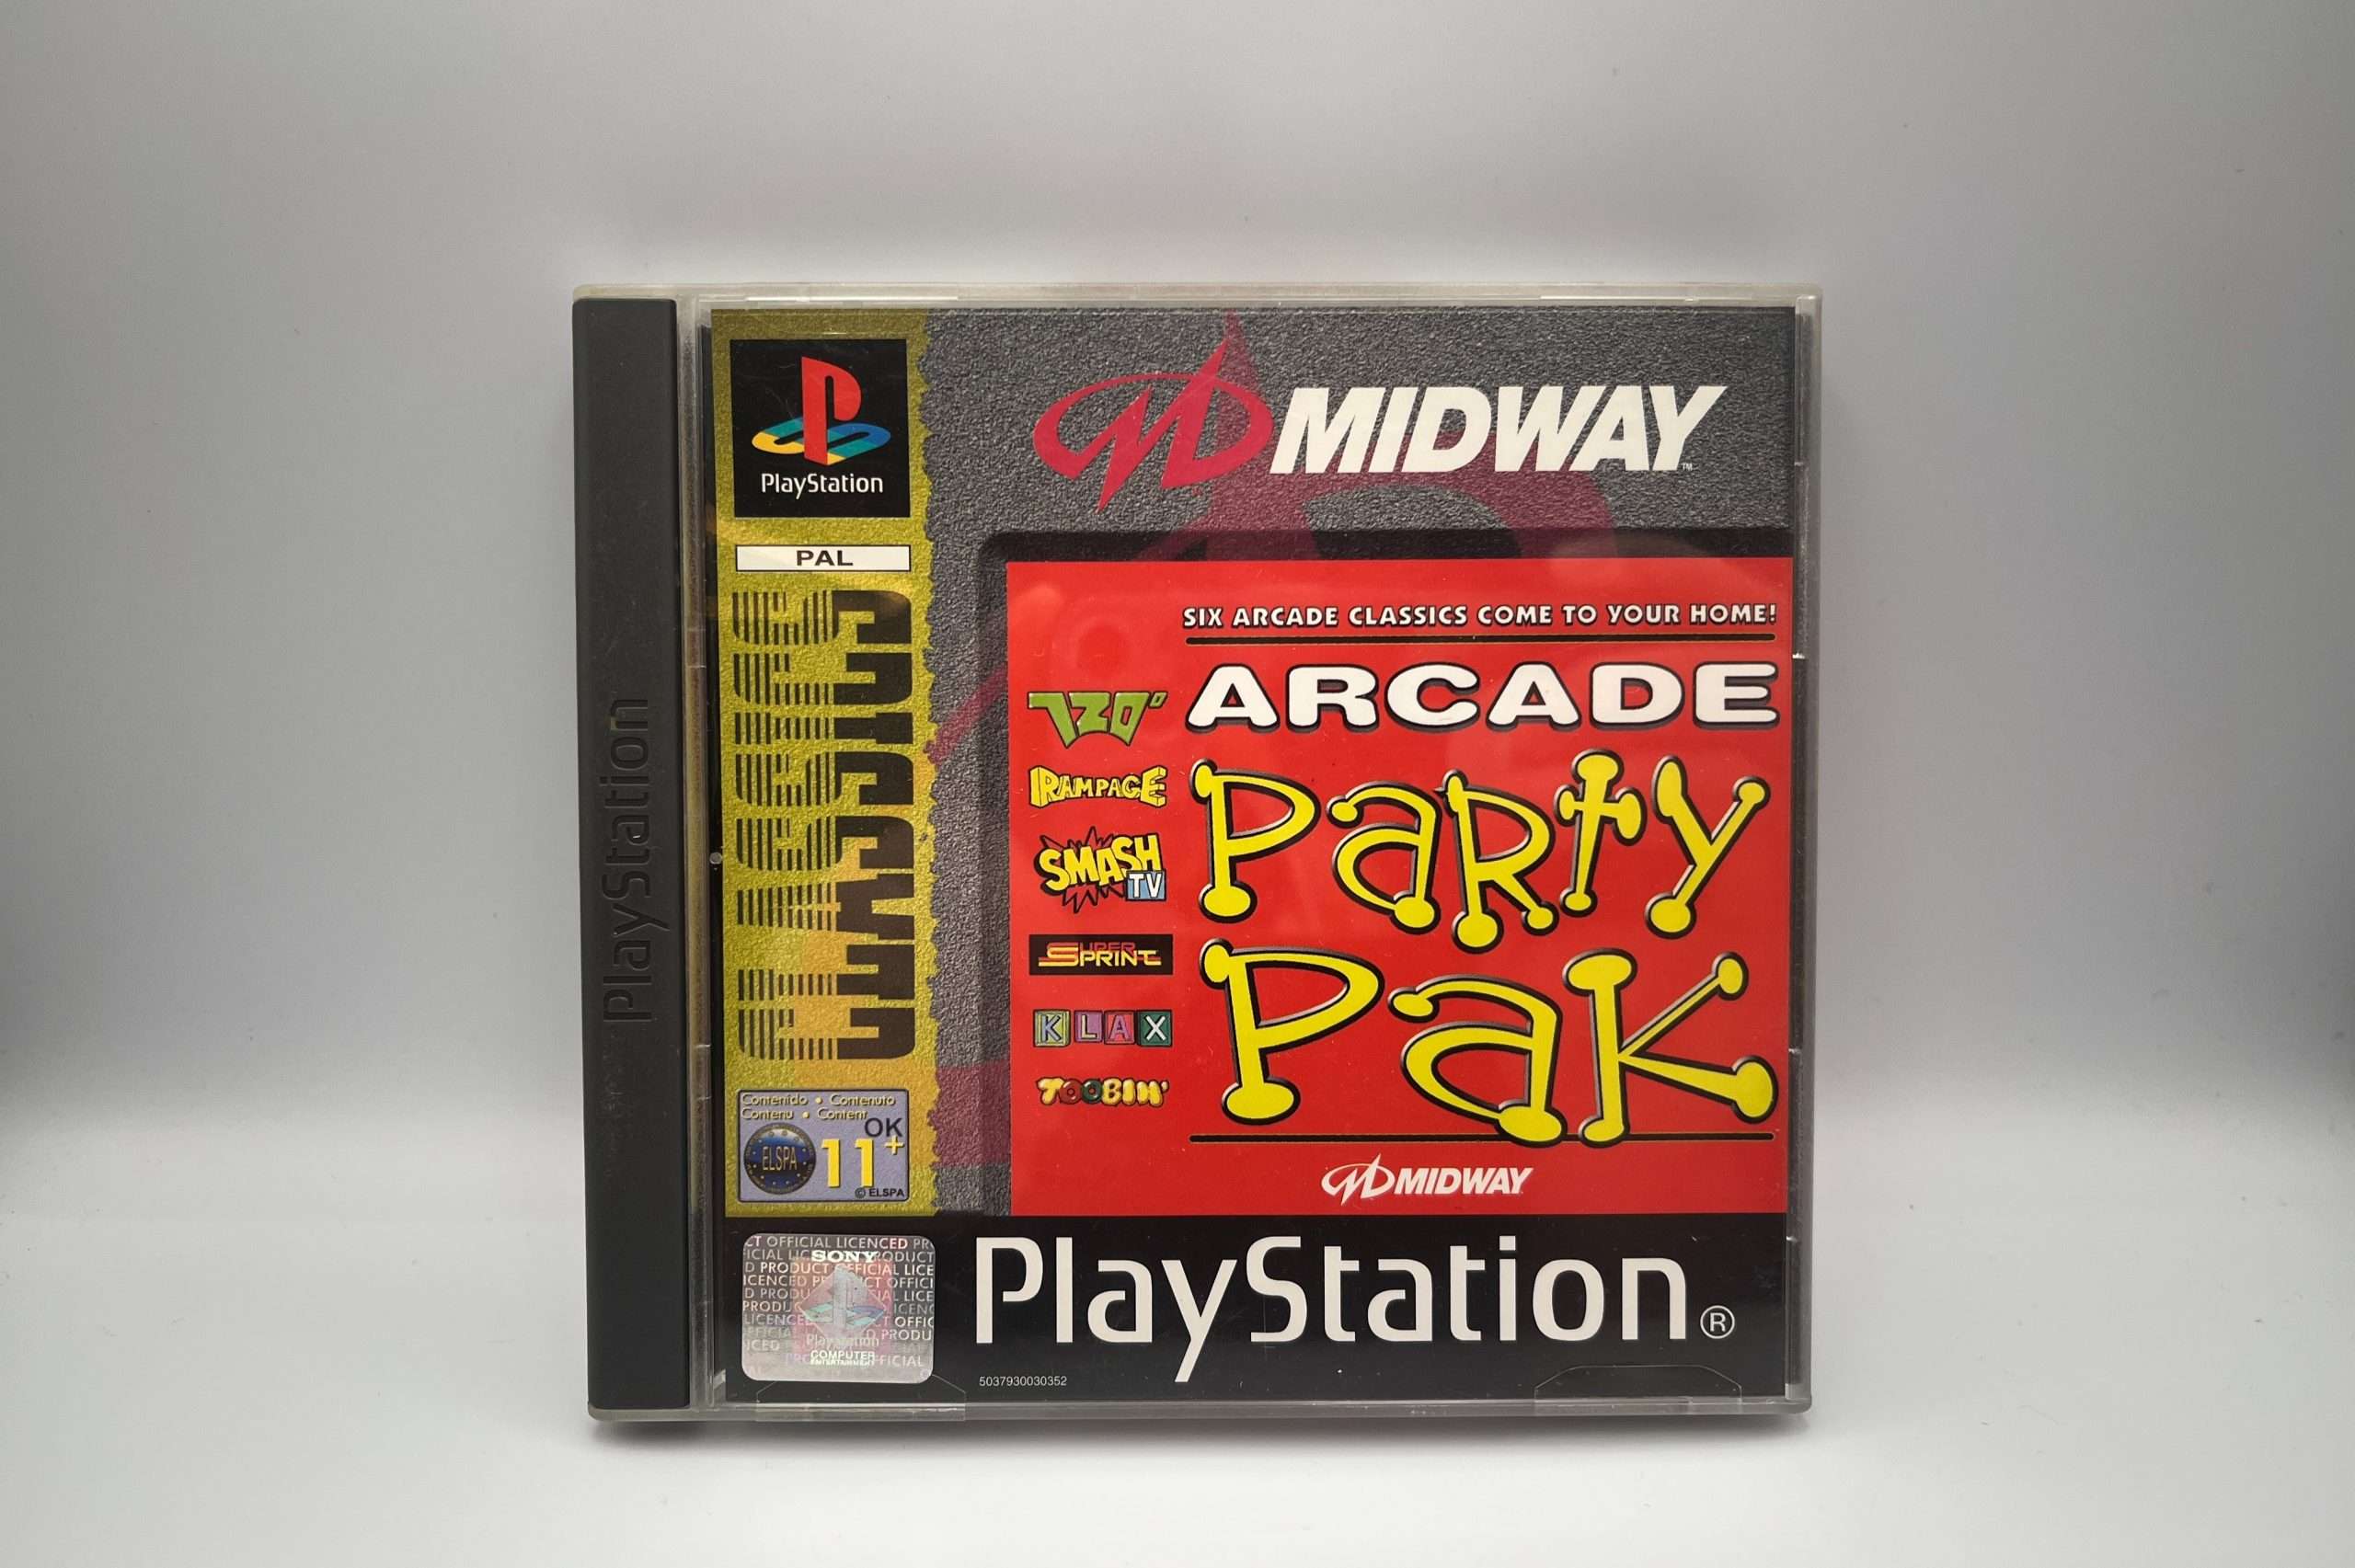 PlayStation
PlayStation
PAL
CLASSICS
Contenido • Contenuto
Contenu • Content
OK
ELSPA
11+
© ELSPA
MIDWAY™
SIX ARCADE CLASSICS COME TO YOUR HOME!
ARCADE
Party
Pak
720°
RAMPAGE
SMASH
TV
SUPER
SPRINT
KLAX
TOOBIN'
MIDWAY
SONY
PlayStation
COMPUTER
ENTERTAINMENT
OFFICIAL LICENCED
PRODUCT
PlayStation®
5037930030352